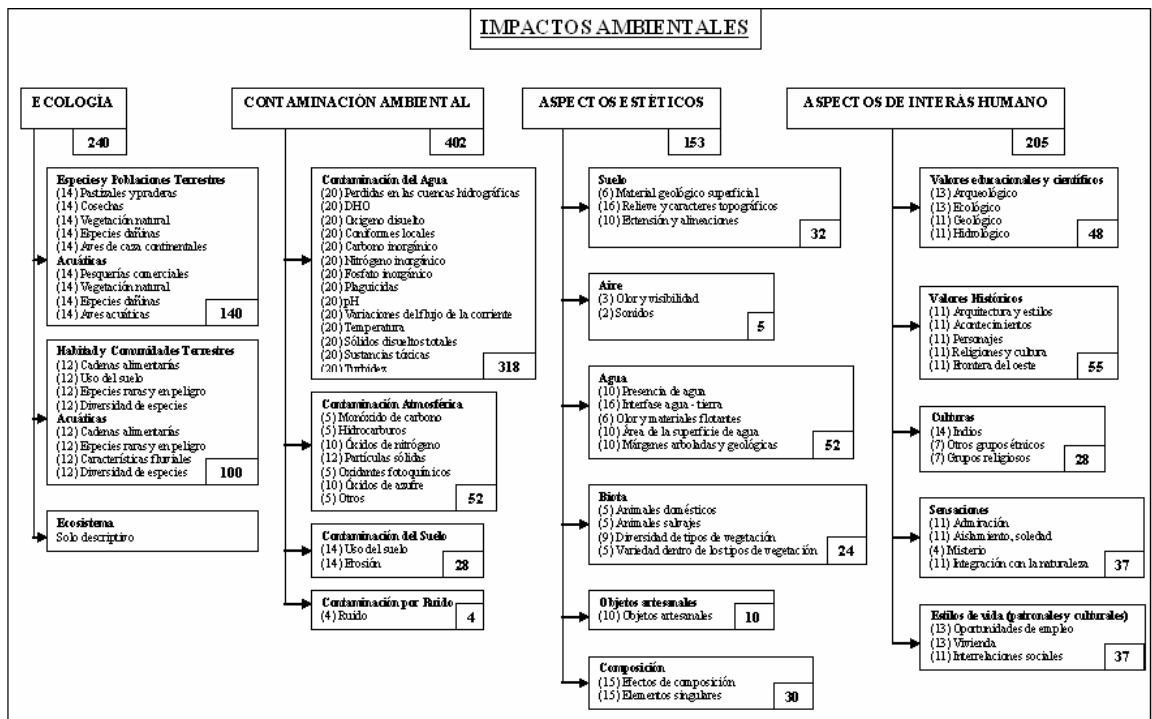 IMPACTOS AMBIENTALES
ECOLOGÍA
240
Especies y Poblaciones Terrestres
(14) Pastizales y praderas
(14) Cosechas
(14) Vegetación natural
(14) Especies dañinas
(14) Aves de caza continentales
Acuáticas
(14) Pesquerías comerciales
(14) Vegetación natural
(14) Especies dañinas
(14) Aves acuáticas
140
Habitad y Comunidades Terrestres
(12) Cadenas alimentarías
(12) Uso del suelo
(12) Especies raras y en peligro
(12) Diversidad de especies
Acuáticas
(12) Cadenas alimentarías
(12) Especies raras y en peligro
(12) Características fluviales
(12) Diversidad de especies
100
Ecosistema
Solo descriptivo
CONTAMINACIÓN AMBIENTAL
402
Contaminación del Agua
(20) Perdidas en las cuencas hidrográficas
(20) DHO
(20) Oxigeno disuelto
(20) Coniformes locales
(20) Carbono inorgánico
(20) Nitrógeno inorgánico
(20) Fosfato inorgánico
(20) Plaguicidas
(20) pH
(20) Variaciones del flujo de la corriente
(20) Temperatura
(20) Sólidos disueltos totales
(20) Sustancias tóxicas
(20) Turbidez
318
Contaminación Atmosférica
(5) Monóxido de carbono
(5) Hidrocarburos
(10) Óxidos de nitrógeno
(12) Partículas sólidas
(5) Oxidantes fotoquímicos
(10) Óxidos de azufre
(5) Otros
52
Contaminación del Suelo
(14) Uso del suelo
(14) Erosión
28
Contaminación por Ruido
(4) Ruido
4
ASPECTOS ESTÉTICOS
153
Suelo
(6) Material geológico superficial
(16) Relieve y caracteres topográficos
(10) Extensión y alineaciones
32
Aire
(3) Olor y visibilidad
(2) Sonidos
5
Agua
(10) Presencia de agua
(16) Interfase agua - tierra
(6) Olor y materiales flotantes
(10) Área de la superficie de agua
(10) Márgenes arboladas y geológicas
52
Biota
(5) Animales domésticos
(5) Animales salvajes
(9) Diversidad de tipos de vegetación
(5) Variedad dentro de los tipos de vegetación
24
Objetos artesanales
(10) Objetos artesanales
10
Composición
(15) Efectos de composición
(15) Elementos singulares
30
ASPECTOS DE INTERÁS HUMANO
205
Valores educacionales y científicos
(13) Arqueológico
(13) Ecológico
(11) Geológico
(11) Hidrológico
48
Valores Históricos
(11) Arquitectura y estilos
(11) Acontecimientos
(11) Personajes
(11) Religiones y cultura
(11) Frontera del oeste
55
Culturas
(14) Indios
(7) Otros grupos étnicos
(7) Grupos religiosos
28
Sensaciones
(11) Admiración
(11) Aislamiento, soledad
(4) Misterio
(11) Integración con la naturaleza
37
Estilos de vida (patronales y culturales)
(13) Oportunidades de empleo
(13) Vivienda
(11) Interrelaciones sociales
37